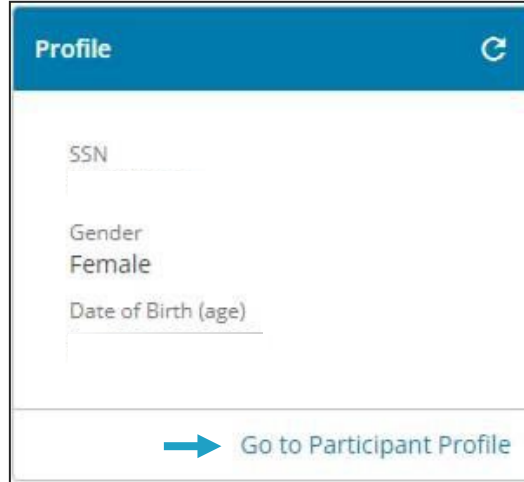 Profile
SSN
Gender
Female
Date of Birth (age)
Go to Participant Profile